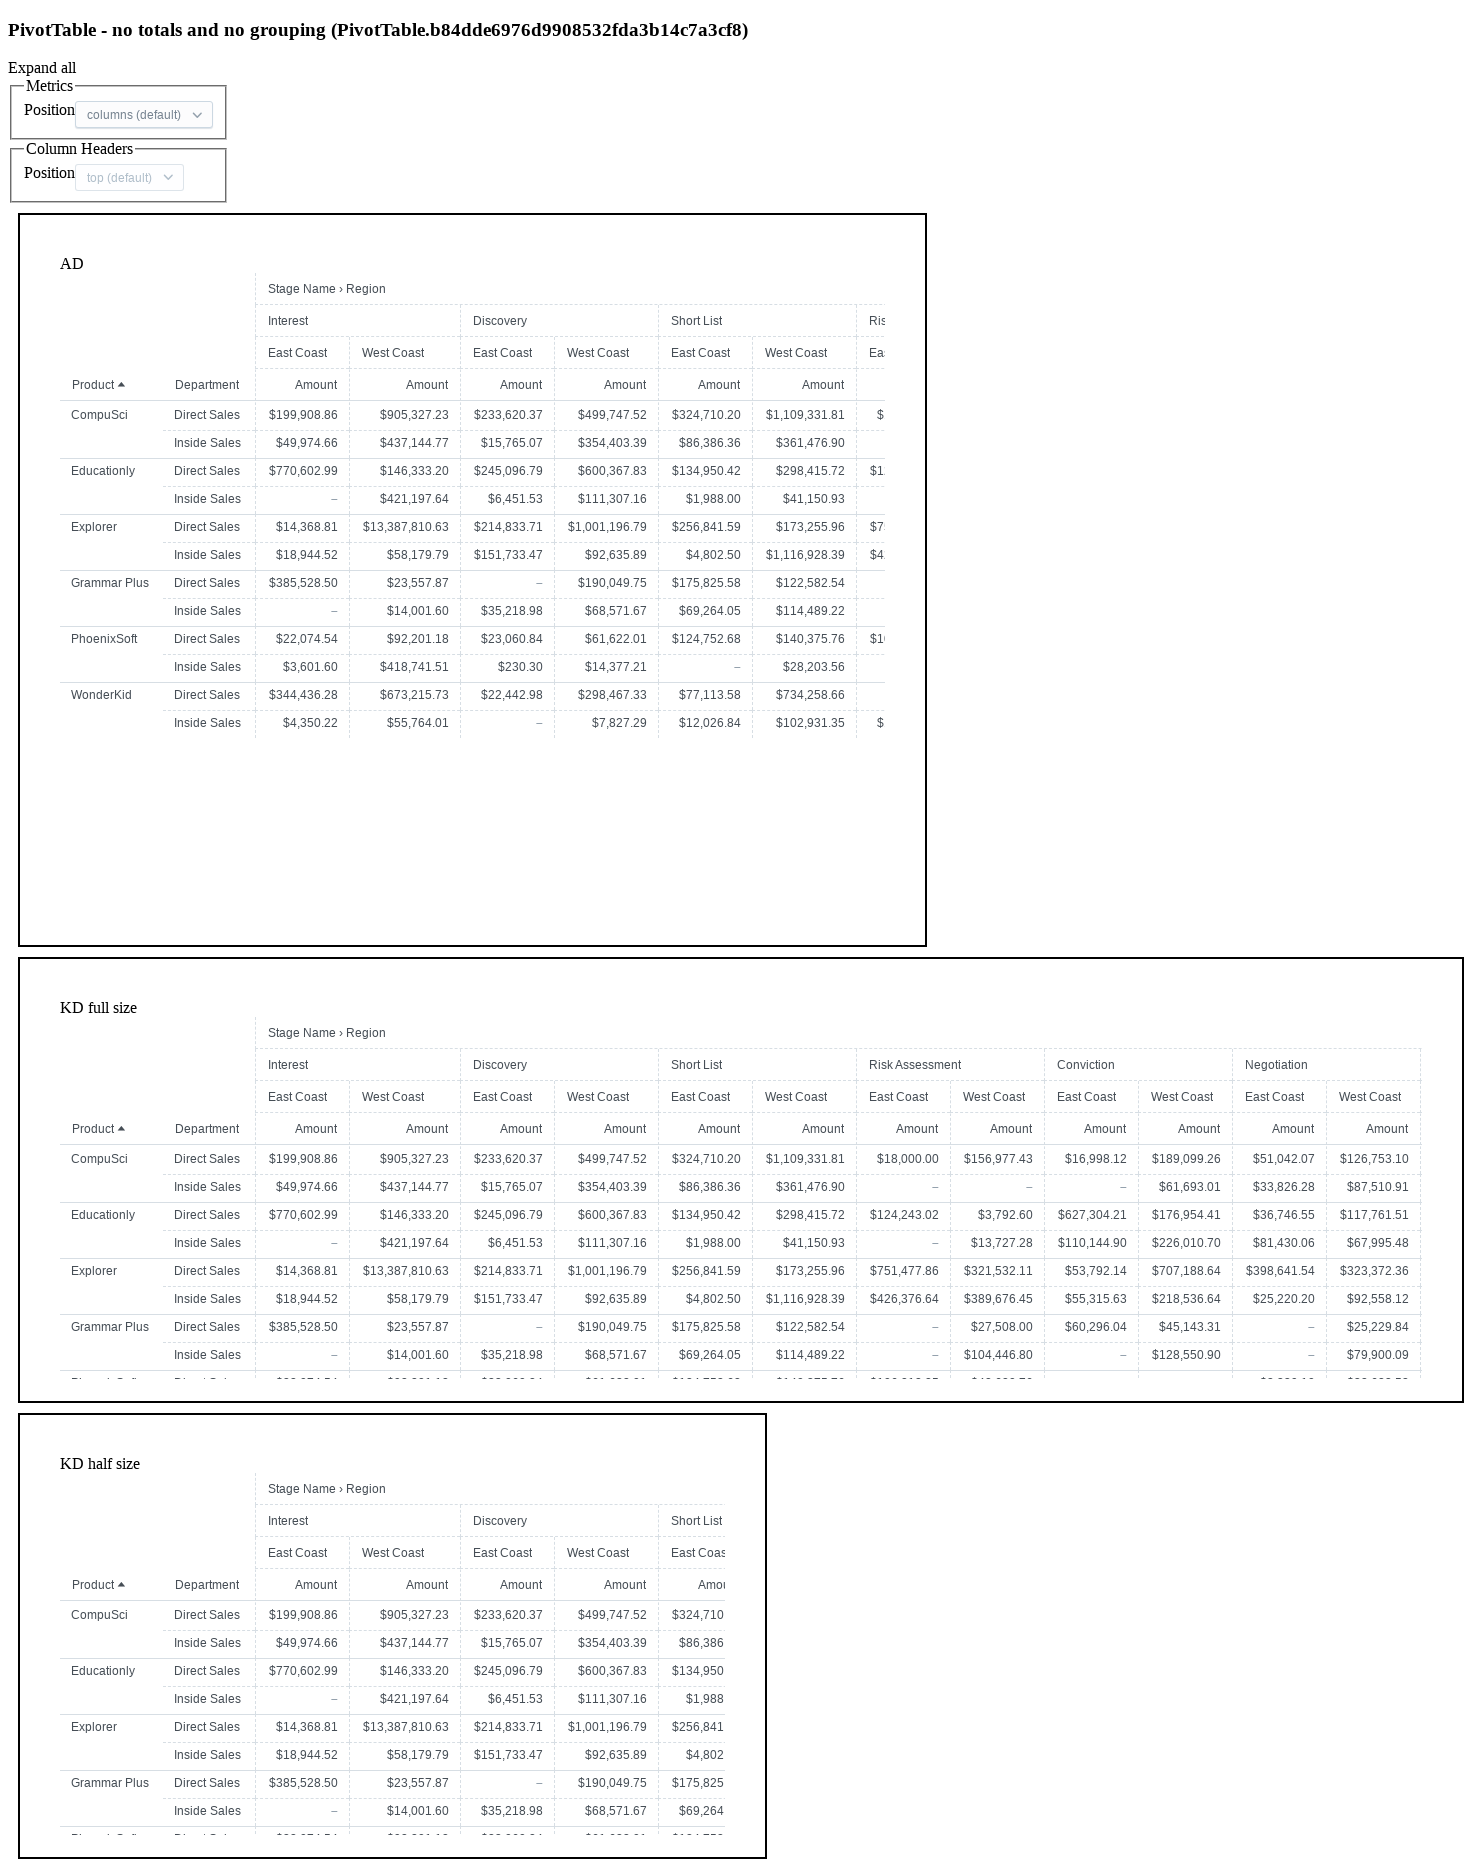 PivotTable - no totals and no grouping (PivotTable.b84dde6976d9908532fda3b14c7a3cf8)
Expand all
Metrics
Position columns (default)
Column Headers
Position top (default)
AD
Stage Name › Region
Interest Discovery Short List
East Coast West Coast East Coast West Coast East Coast West Coast
Product Department Amount Amount Amount Amount Amount Amount
CompuSci Direct Sales $199,908.86 $905,327.23 $233,620.37 $499,747.52 $324,710.20 $1,109,331.81
Inside Sales $49,974.66 $437,144.77 $15,765.07 $354,403.39 $86,386.36 $361,476.90
Educationly Direct Sales $770,602.99 $146,333.20 $245,096.79 $600,367.83 $134,950.42 $298,415.72
Inside Sales – $421,197.64 $6,451.53 $111,307.16 $1,988.00 $41,150.93
Explorer Direct Sales $14,368.81 $13,387,810.63 $214,833.71 $1,001,196.79 $256,841.59 $173,255.96
Inside Sales $18,944.52 $58,179.79 $151,733.47 $92,635.89 $4,802.50 $1,116,928.39
Grammar Plus Direct Sales $385,528.50 $23,557.87 – $190,049.75 $175,825.58 $122,582.54
Inside Sales – $14,001.60 $35,218.98 $68,571.67 $69,264.05 $114,489.22
PhoenixSoft Direct Sales $22,074.54 $92,201.18 $23,060.84 $61,622.01 $124,752.68 $140,375.76
Inside Sales $3,601.60 $418,741.51 $230.30 $14,377.21 – $28,203.56
WonderKid Direct Sales $344,436.28 $673,215.73 $22,442.98 $298,467.33 $77,113.58 $734,258.66
Inside Sales $4,350.22 $55,764.01 – $7,827.29 $12,026.84 $102,931.35
KD full size
Stage Name › Region
Interest Discovery Short List Risk Assessment Conviction Negotiation
East Coast West Coast East Coast West Coast East Coast West Coast East Coast West Coast East Coast West Coast East Coast West Coast
Product Department Amount Amount Amount Amount Amount Amount Amount Amount Amount Amount Amount Amount
CompuSci Direct Sales $199,908.86 $905,327.23 $233,620.37 $499,747.52 $324,710.20 $1,109,331.81 $18,000.00 $156,977.43 $16,998.12 $189,099.26 $51,042.07 $126,753.10
Inside Sales $49,974.66 $437,144.77 $15,765.07 $354,403.39 $86,386.36 $361,476.90 – – – $61,693.01 $33,826.28 $87,510.91
Educationly Direct Sales $770,602.99 $146,333.20 $245,096.79 $600,367.83 $134,950.42 $298,415.72 $124,243.02 $3,792.60 $627,304.21 $176,954.41 $36,746.55 $117,761.51
Inside Sales – $421,197.64 $6,451.53 $111,307.16 $1,988.00 $41,150.93 – $13,727.28 $110,144.90 $226,010.70 $81,430.06 $67,995.48
Explorer Direct Sales $14,368.81 $13,387,810.63 $214,833.71 $1,001,196.79 $256,841.59 $173,255.96 $751,477.86 $321,532.11 $53,792.14 $707,188.64 $398,641.54 $323,372.36
Inside Sales $18,944.52 $58,179.79 $151,733.47 $92,635.89 $4,802.50 $1,116,928.39 $426,376.64 $389,676.45 $55,315.63 $218,536.64 $25,220.20 $92,558.12
Grammar Plus Direct Sales $385,528.50 $23,557.87 – $190,049.75 $175,825.58 $122,582.54 – $27,508.00 $60,296.04 $45,143.31 – $25,229.84
Inside Sales – $14,001.60 $35,218.98 $68,571.67 $69,264.05 $114,489.22 – $104,446.80 – $128,550.90 – $79,900.09
KD half size
Stage Name › Region
Interest Discovery Short List
East Coast West Coast East Coast West Coast East Coas
Product Department Amount Amount Amount Amount Amou
CompuSci Direct Sales $199,908.86 $905,327.23 $233,620.37 $499,747.52 $324,710
Inside Sales $49,974.66 $437,144.77 $15,765.07 $354,403.39 $86,386
Educationly Direct Sales $770,602.99 $146,333.20 $245,096.79 $600,367.83 $134,950
Inside Sales – $421,197.64 $6,451.53 $111,307.16 $1,988
Explorer Direct Sales $14,368.81 $13,387,810.63 $214,833.71 $1,001,196.79 $256,841
Inside Sales $18,944.52 $58,179.79 $151,733.47 $92,635.89 $4,802
Grammar Plus Direct Sales $385,528.50 $23,557.87 – $190,049.75 $175,825
Inside Sales – $14,001.60 $35,218.98 $68,571.67 $69,264